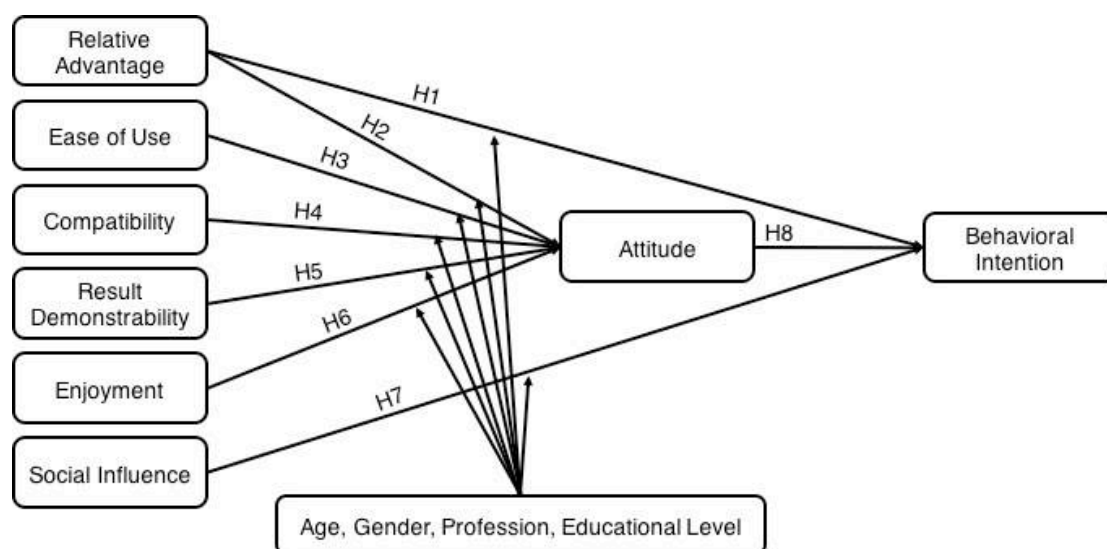 Relative
Advantage
H1
H2
Ease of Use
H3
Compatibility
H4
Attitude
H8
Behavioral
Intention
Result
Demonstrability
H5
H6
Enjoyment
H7
Social Influence
Age, Gender, Profession, Educational Level